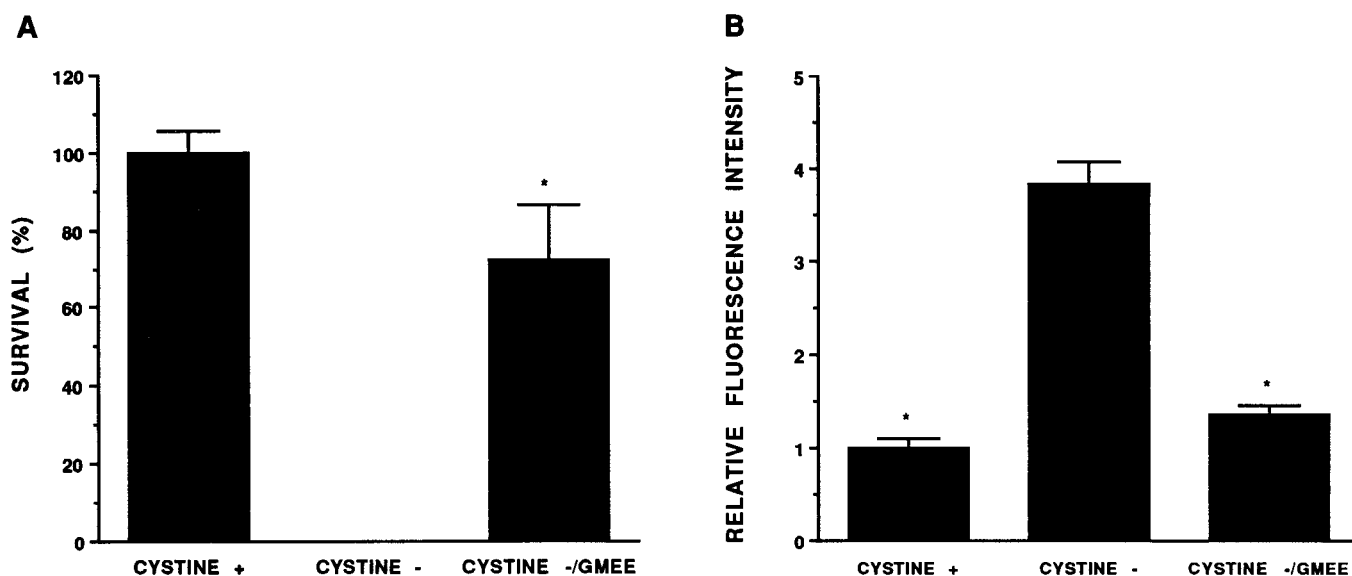 A
SURVIVAL (%)
120
100
80
60
40
20
0
*
CYSTINE +
CYSTINE -
CYSTINE -/GMEE
B
RELATIVE FLUORESCENCE INTENSITY
5
4
3
2
1
0
*
*
CYSTINE +
CYSTINE -
CYSTINE -/GMEE